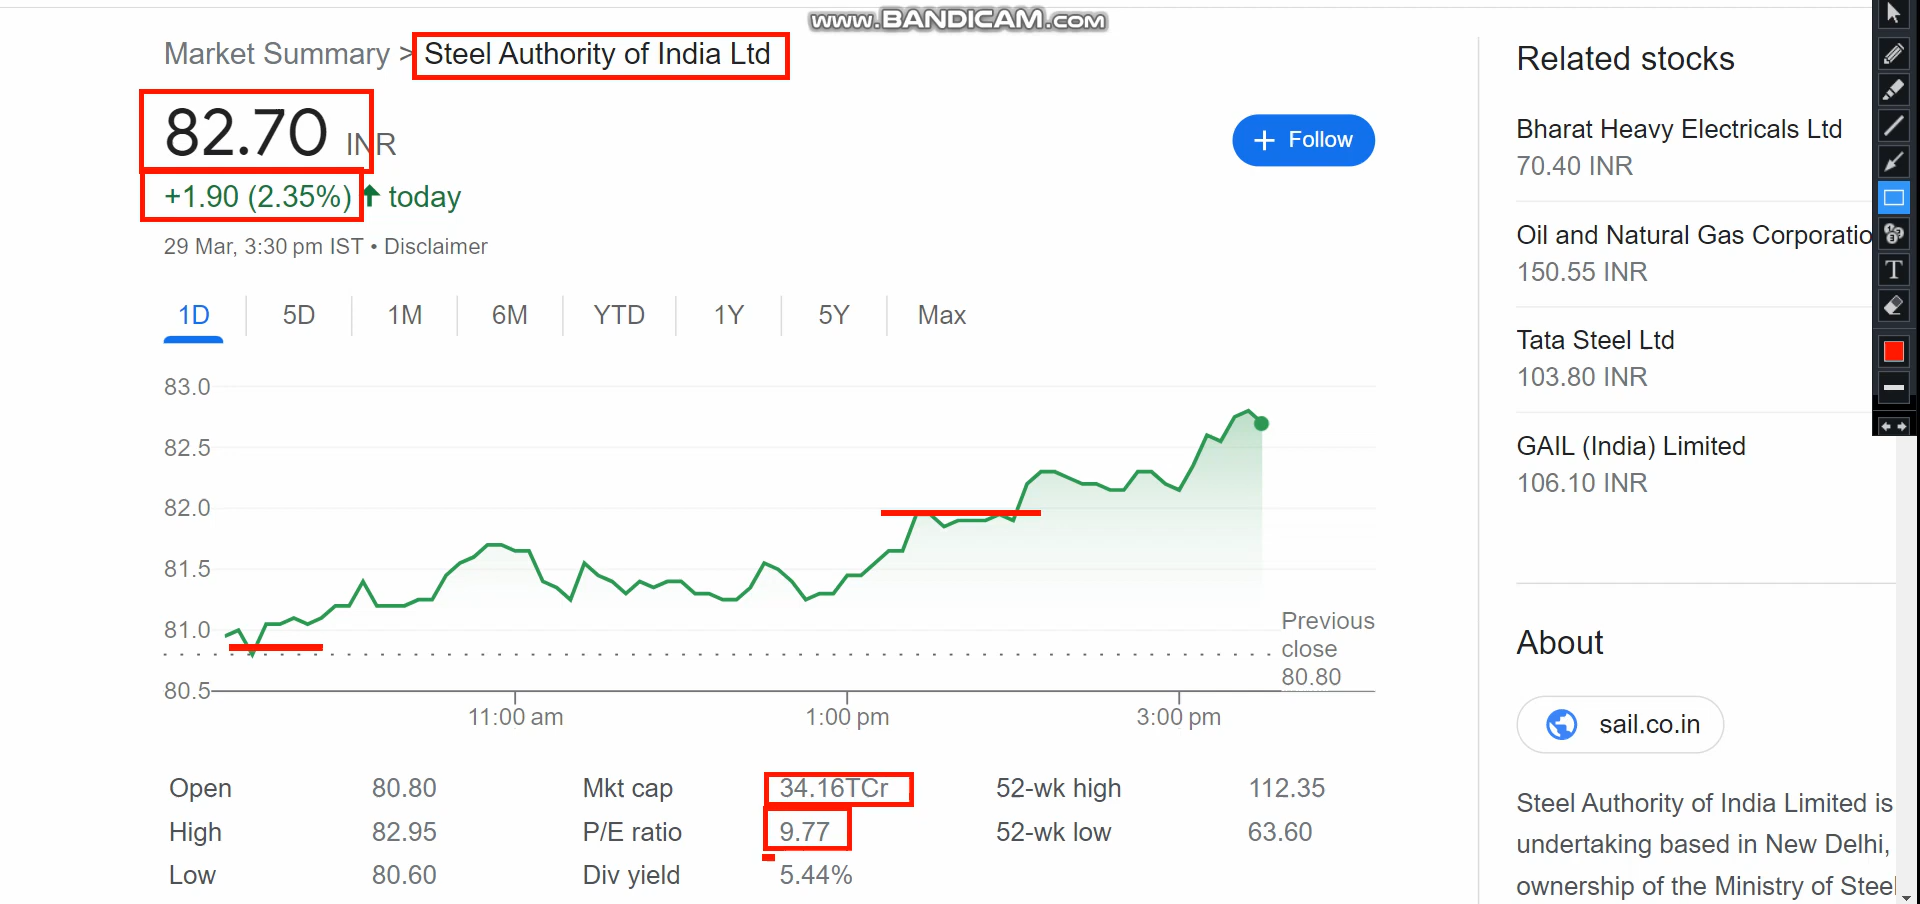 www.BANDICAM.com
Market Summary > Steel Authority of India Ltd
82.70 INR
+1.90 (2.35%) today
29 Mar, 3:30 pm IST • Disclaimer
+ Follow
1D 5D 1M 6M YTD 1Y 5Y Max
83.0
82.5
82.0
81.5
81.0
80.5
Previous
close
80.80
11:00 am 1:00 pm 3:00 pm
Open 80.80 Mkt cap 34.16TCr 52-wk high 112.35
High 82.95 P/E ratio 9.77 52-wk low 63.60
Low 80.60 Div yield 5.44%
Related stocks
Bharat Heavy Electricals Ltd
70.40 INR
Oil and Natural Gas Corporatio
150.55 INR
Tata Steel Ltd
103.80 INR
GAIL (India) Limited
106.10 INR
About
sail.co.in
Steel Authority of India Limited is
undertaking based in New Delhi,
ownership of the Ministry of Steel
T